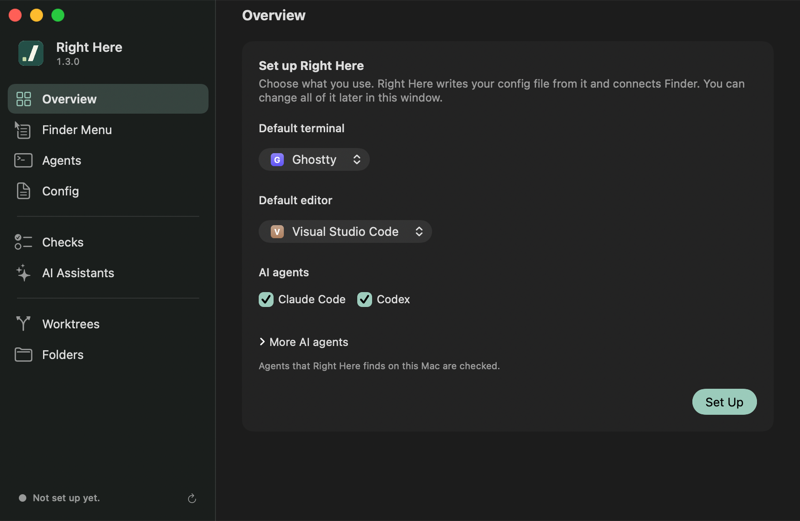 Right Here
1.3.0
Overview
Finder Menu
Agents
Config
Checks
AI Assistants
Worktrees
Folders
Not set up yet.
Overview
Set up Right Here
Choose what you use. Right Here writes your config file from it and connects Finder. You can
change all of it later in this window.
Default terminal
G Ghostty
Default editor
V Visual Studio Code
AI agents
Claude Code Codex
More AI agents
Agents that Right Here finds on this Mac are checked.
Set Up